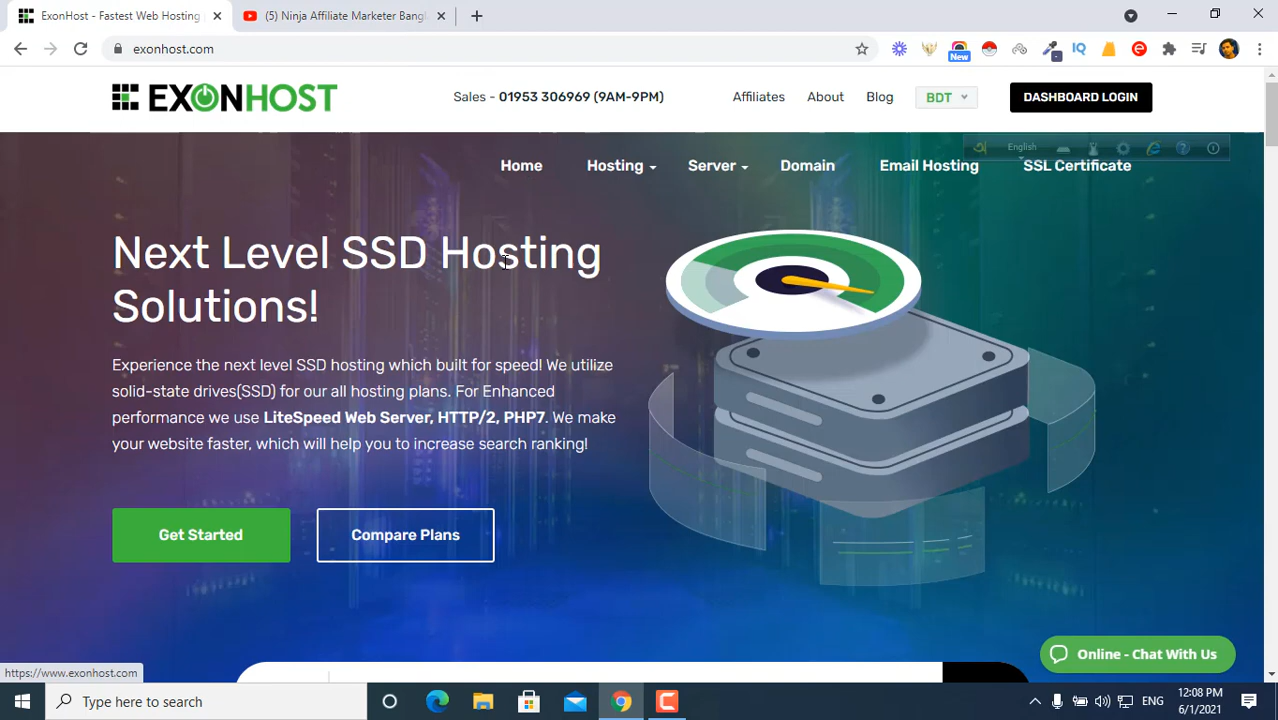 ExonHost - Fastest Web Hosting
(5) Ninja Affiliate Marketer Bangl
exonhost.com
New
IQ
EXONHOST
Sales - 01953 306969 (9AM-9PM)
Affiliates
About
Blog
BDT
DASHBOARD LOGIN
English
Home
Hosting
Server
Domain
Email Hosting
SSL Certificate
Next Level SSD Hosting
Solutions!
Experience the next level SSD hosting which built for speed! We utilize
solid-state drives(SSD) for our all hosting plans. For Enhanced
performance we use LiteSpeed Web Server, HTTP/2, PHP7. We make
your website faster, which will help you to increase search ranking!
Get Started
Compare Plans
Online - Chat With Us
https://www.exonhost.com
Type here to search
ENG
12:08 PM
6/1/2021